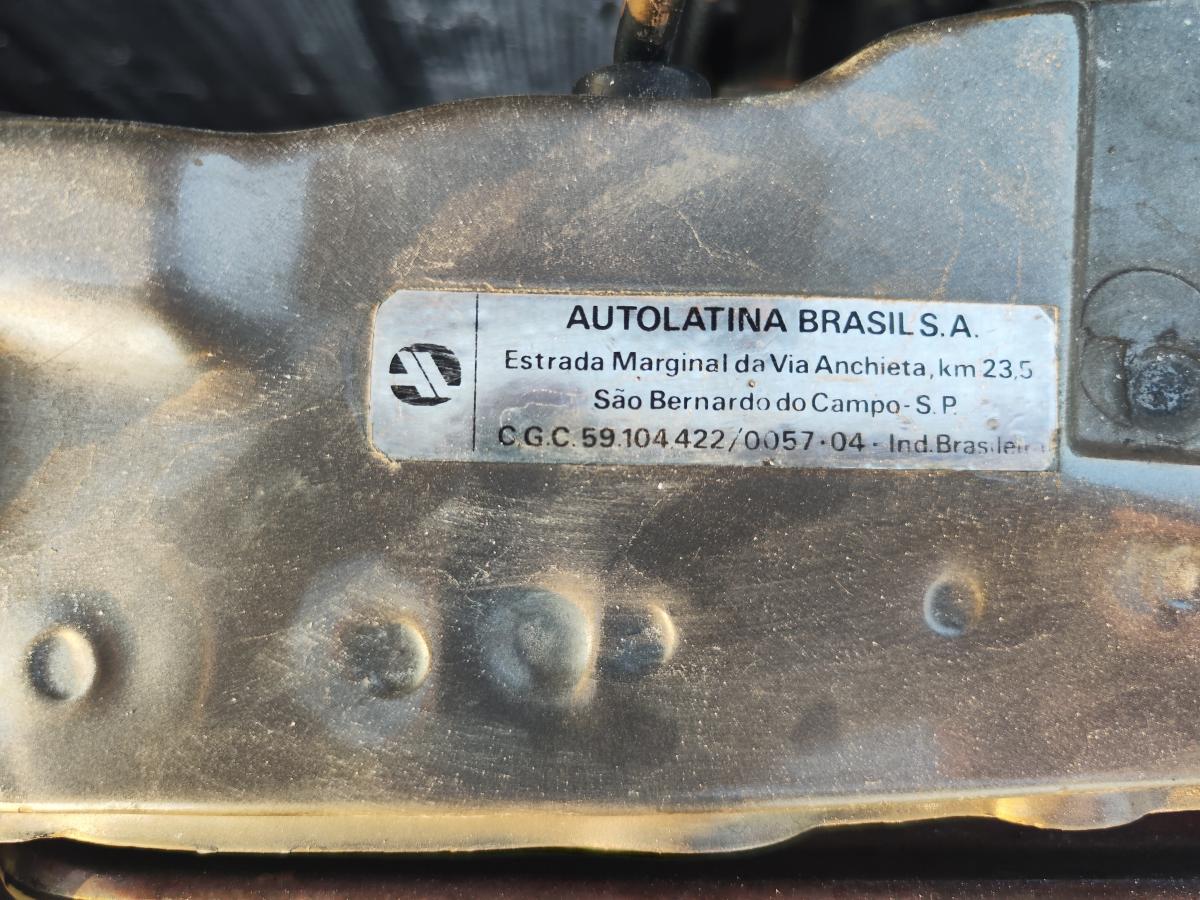 AUTOLATINA BRASIL S.A.
Estrada Marginal da Via Anchieta, km 23,5
São Bernardo do Campo - S.P.
C.G.C. 59.104.422/0057-04 - Ind. Brasileira